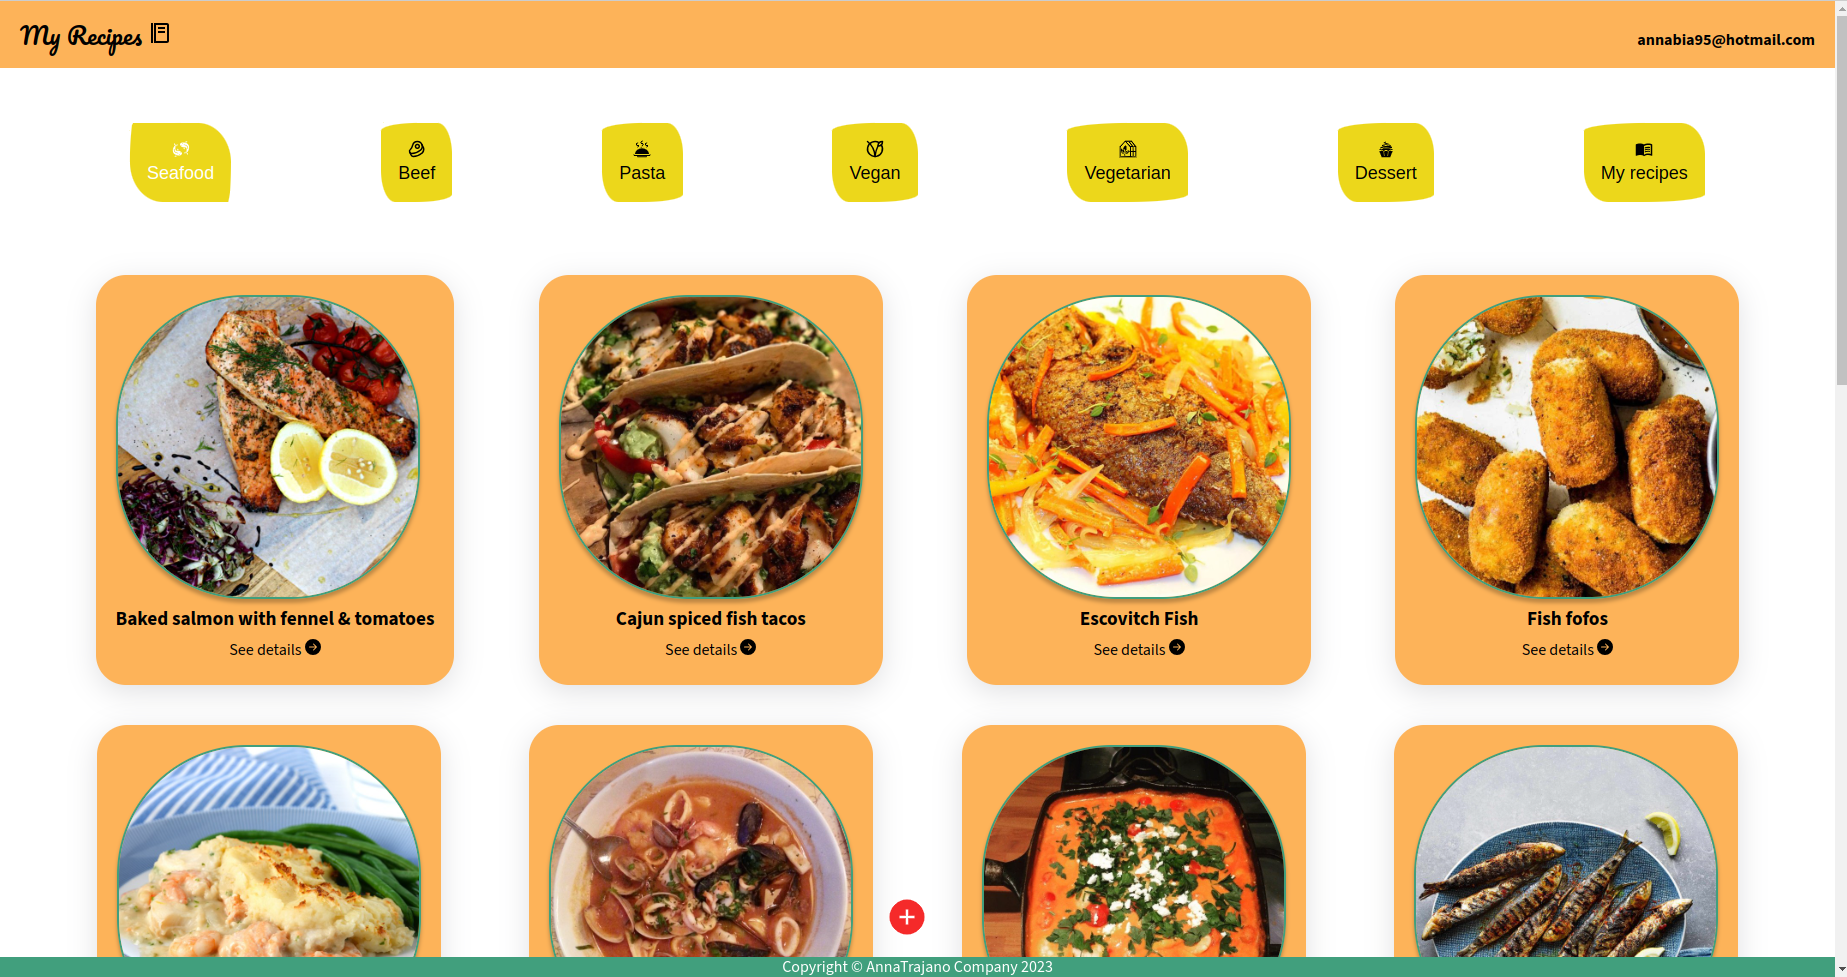 My Recipes
annabia95@hotmail.com
Seafood
Beef
Pasta
Vegan
Vegetarian
Dessert
My recipes
Baked salmon with fennel & tomatoes
See details
Cajun spiced fish tacos
See details
Escovitch Fish
See details
Fish fofos
See details
Copyright © AnnaTrajano Company 2023